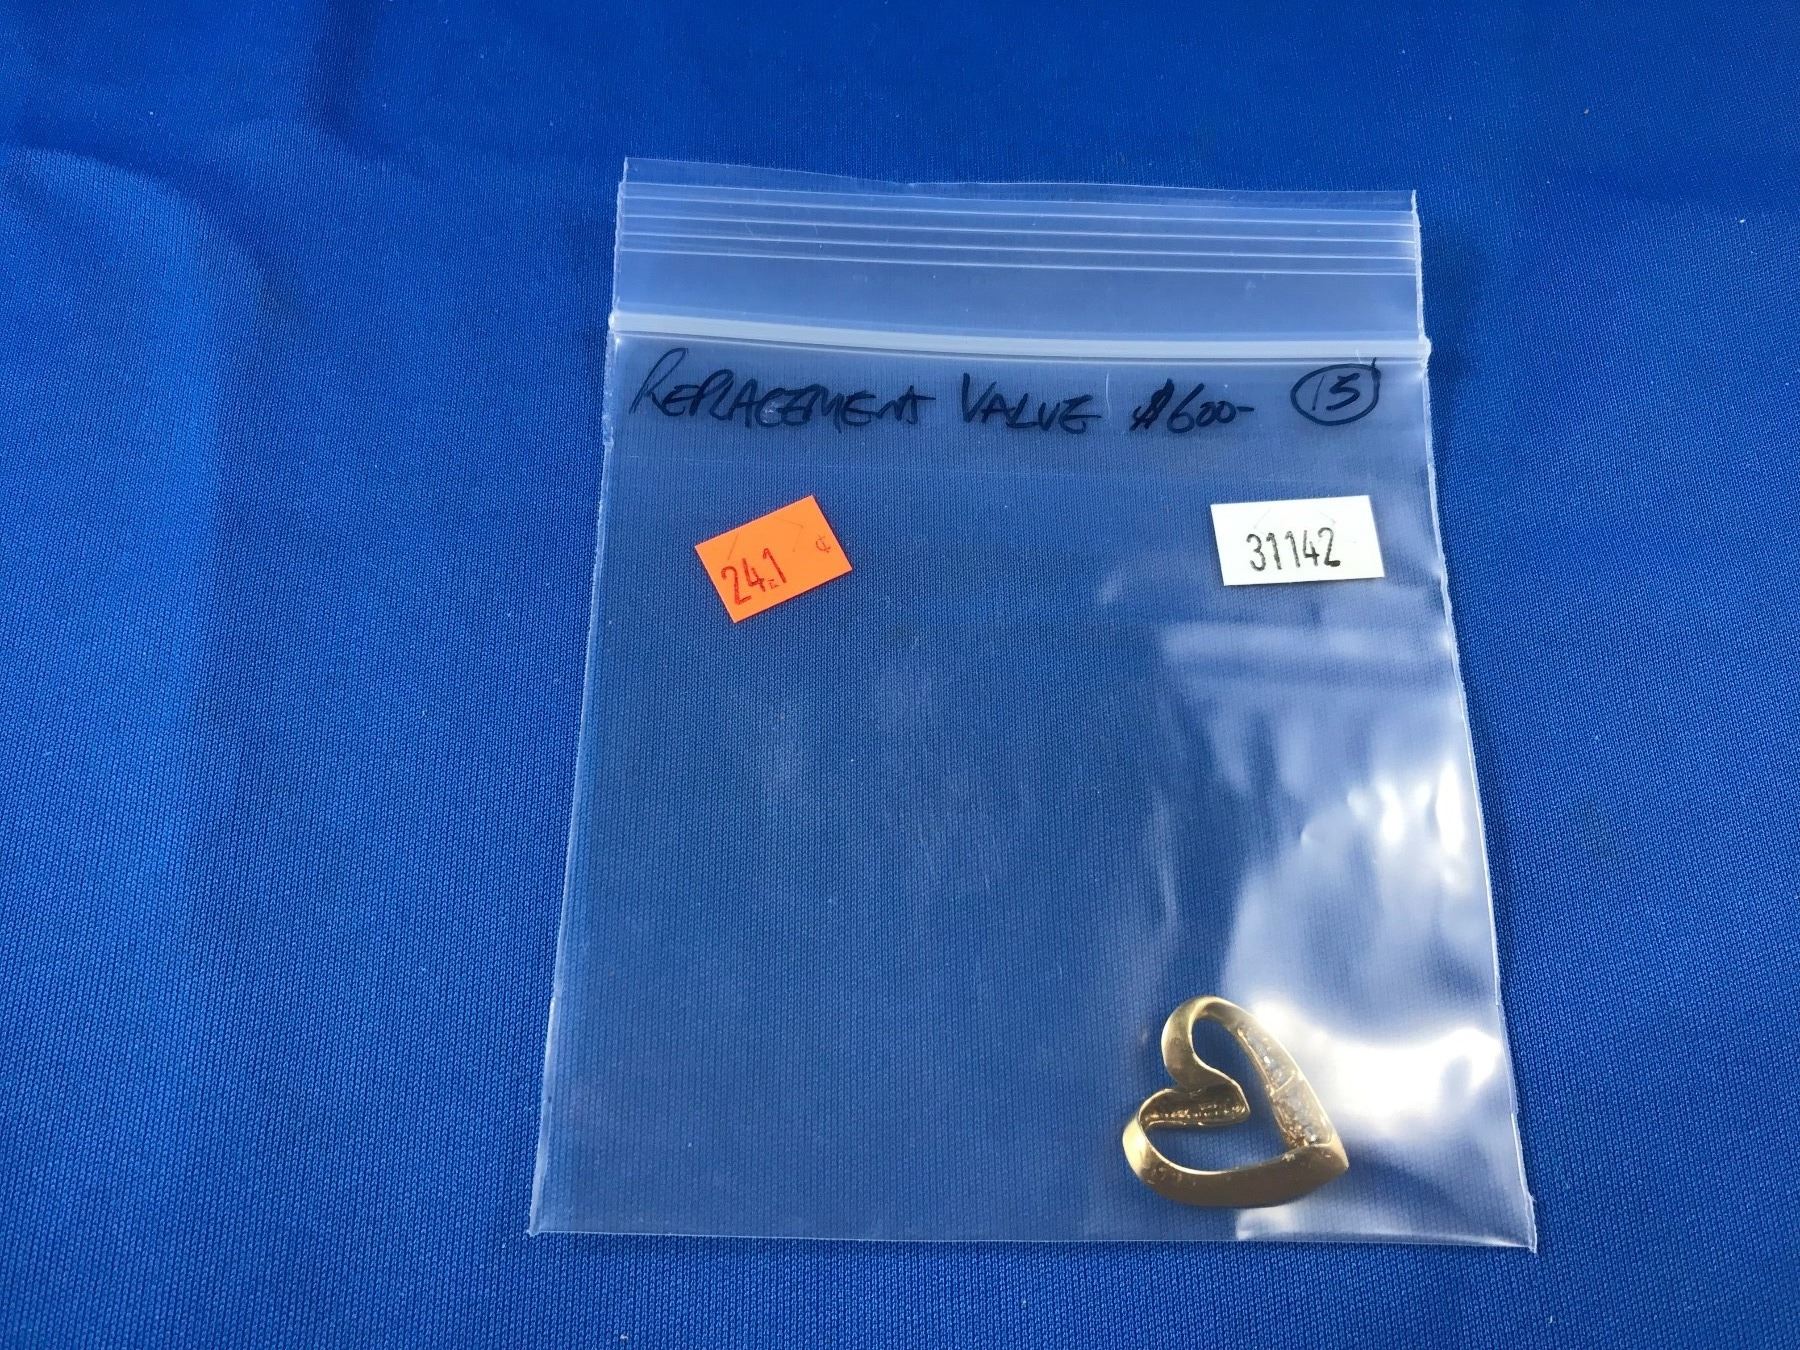 REPLACEMENT VALUE $600- 15
24.1 ¢
31142